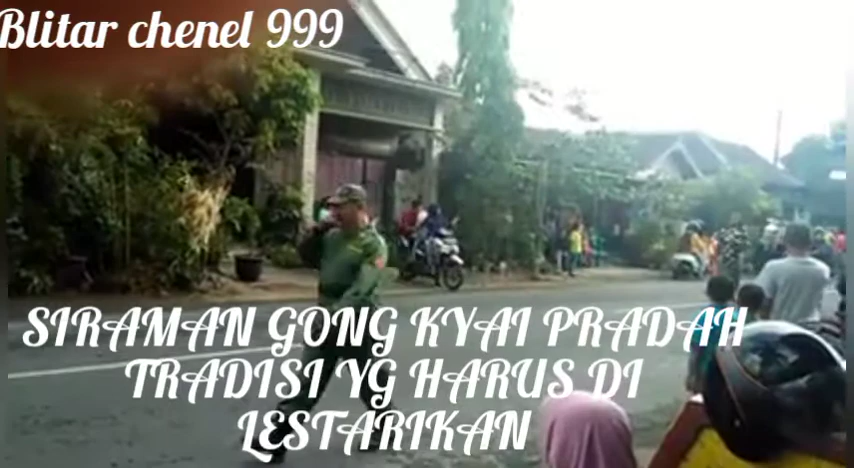 Blitar chenel 999
SIRAMAN GONG KYAI PRADAH
TRADISI YG HARUS DI
LESTARIKAN